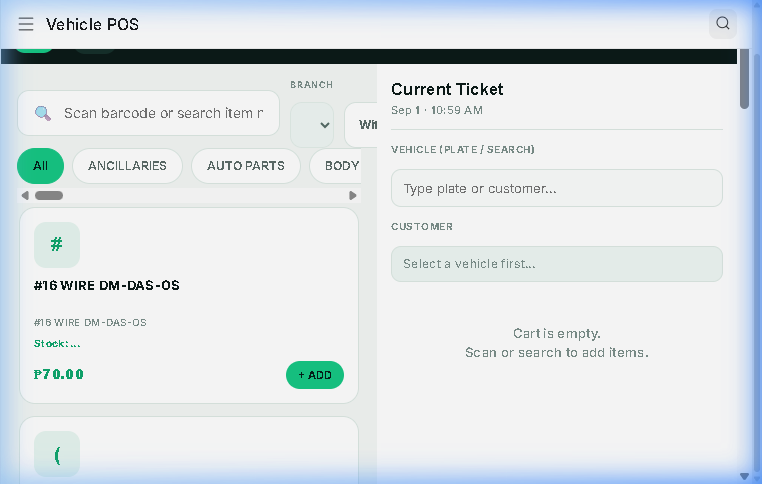 Vehicle POS
BRANCH
Scan barcode or search item r
Wit
All
ANCILLARIES
AUTO PARTS
BODY
#
#16 WIRE DM-DAS-OS
#16 WIRE DM-DAS-OS
Stock: ...
₱70.00
+ ADD
(
Current Ticket
Sep 1 · 10:59 AM
VEHICLE (PLATE / SEARCH)
Type plate or customer...
CUSTOMER
Select a vehicle first...
Cart is empty.
Scan or search to add items.